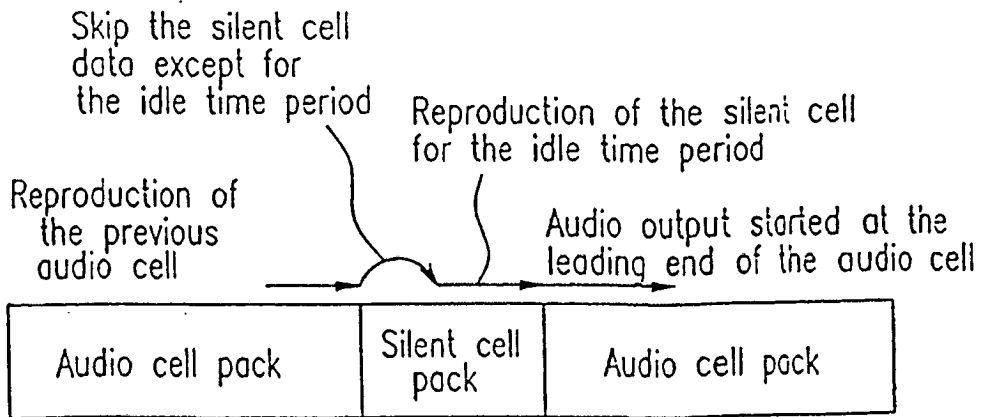 Skip the silent cell
data except for
the idle time period
Reproduction of the silent cell
for the idle time period
Reproduction of
the previous
audio cell
Audio output started at the
leading end of the audio cell
Audio cell pack
Silent cell
pack
Audio cell pack